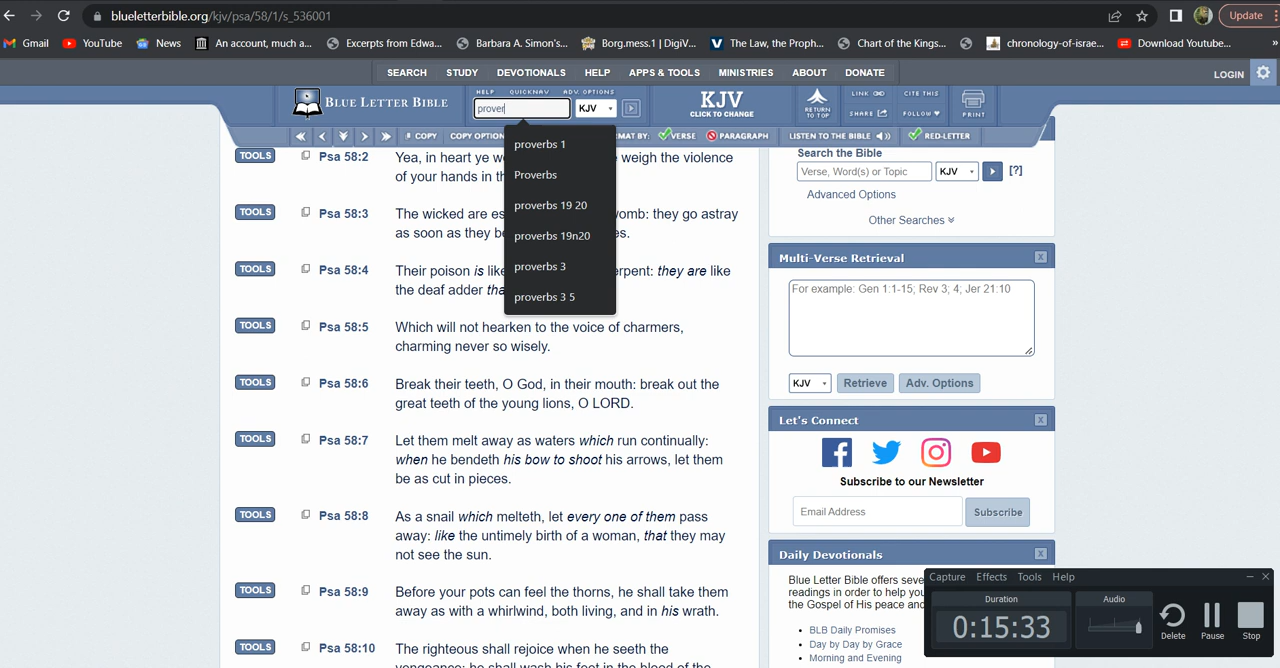 blueletterbible.org/kjv/psa/58/1/s_536001
Update
Gmail
YouTube
News
An account, much a...
Excerpts from Edwa...
Barbara A. Simon's...
Borg.mess.1 | DigiV...
The Law, the Proph...
Chart of the Kings...
chronology-of-israe...
Download Youtube...
»
SEARCH STUDY DEVOTIONALS HELP APPS & TOOLS MINISTRIES ABOUT DONATE
LOGIN
BLUE LETTER BIBLE
HELP QUICKNAV ADV. OPTIONS
prover
KJV
KJV
CLICK TO CHANGE
RETURN
TO TOP
LINK
CITE THIS
SHARE
FOLLOW
PRINT
COPY
COPY OPTION
MAT BY:
VERSE
PARAGRAPH
LISTEN TO THE BIBLE
RED-LETTER
proverbs 1
Proverbs
proverbs 19 20
proverbs 19n20
proverbs 3
proverbs 3 5
TOOLS Psa 58:2 Yea, in heart ye w weigh the violence
of your hands in th
TOOLS Psa 58:3 The wicked are es omb: they go astray
as soon as they be es.
TOOLS Psa 58:4 Their poison is like erpent: they are like
the deaf adder tha
TOOLS Psa 58:5 Which will not hearken to the voice of charmers,
charming never so wisely.
TOOLS Psa 58:6 Break their teeth, O God, in their mouth: break out the
great teeth of the young lions, O LORD.
TOOLS Psa 58:7 Let them melt away as waters which run continually:
when he bendeth his bow to shoot his arrows, let them
be as cut in pieces.
TOOLS Psa 58:8 As a snail which melteth, let every one of them pass
away: like the untimely birth of a woman, that they may
not see the sun.
TOOLS Psa 58:9 Before your pots can feel the thorns, he shall take them
away as with a whirlwind, both living, and in his wrath.
TOOLS Psa 58:10 The righteous shall rejoice when he seeth the
vengeance: he shall wash his feet in the blood of the
Search the Bible
Verse, Word(s) or Topic
KJV
[?]
Advanced Options
Other Searches
Multi-Verse Retrieval
X
For example: Gen 1:1-15; Rev 3; 4; Jer 21:10
KJV
Retrieve
Adv. Options
Let's Connect
X
Subscribe to our Newsletter
Email Address
Subscribe
Daily Devotionals
X
Blue Letter Bible offers seve
readings in order to help you
the Gospel of His peace and
BLB Daily Promises
Day by Day by Grace
Morning and Evening
Capture Effects Tools Help
Duration
0:15:33
Audio
Delete
Pause
Stop